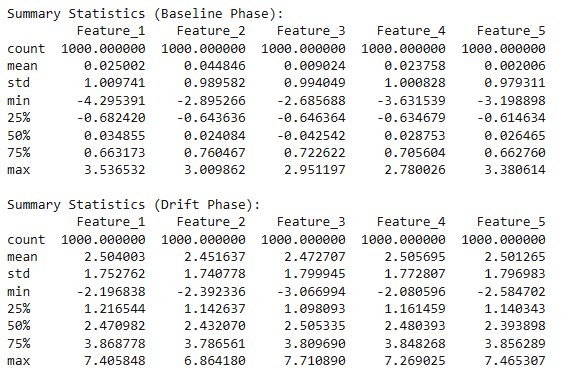 Summary Statistics (Baseline Phase):
Feature_1 Feature_2 Feature_3 Feature_4 Feature_5
count 1000.000000 1000.000000 1000.000000 1000.000000 1000.000000
mean 0.025002 0.044846 0.009024 0.023758 0.002006
std 1.009741 0.989582 0.994049 1.000828 0.979311
min -4.295391 -2.895266 -2.685688 -3.631539 -3.198898
25% -0.682420 -0.643636 -0.646364 -0.634679 -0.614634
50% 0.034855 0.024084 -0.042542 0.028753 0.026465
75% 0.663173 0.760467 0.722622 0.705604 0.662760
max 3.536532 3.009862 2.951197 2.780026 3.380614
Summary Statistics (Drift Phase):
Feature_1 Feature_2 Feature_3 Feature_4 Feature_5
count 1000.000000 1000.000000 1000.000000 1000.000000 1000.000000
mean 2.504003 2.451637 2.472707 2.505695 2.501265
std 1.752762 1.740778 1.799945 1.772807 1.796983
min -2.196838 -2.392336 -3.066994 -2.080596 -2.584702
25% 1.216544 1.142637 1.098093 1.161459 1.140343
50% 2.470982 2.432070 2.505335 2.480393 2.393898
75% 3.868778 3.786561 3.809690 3.848268 3.856289
max 7.405848 6.864180 7.710890 7.269025 7.465307